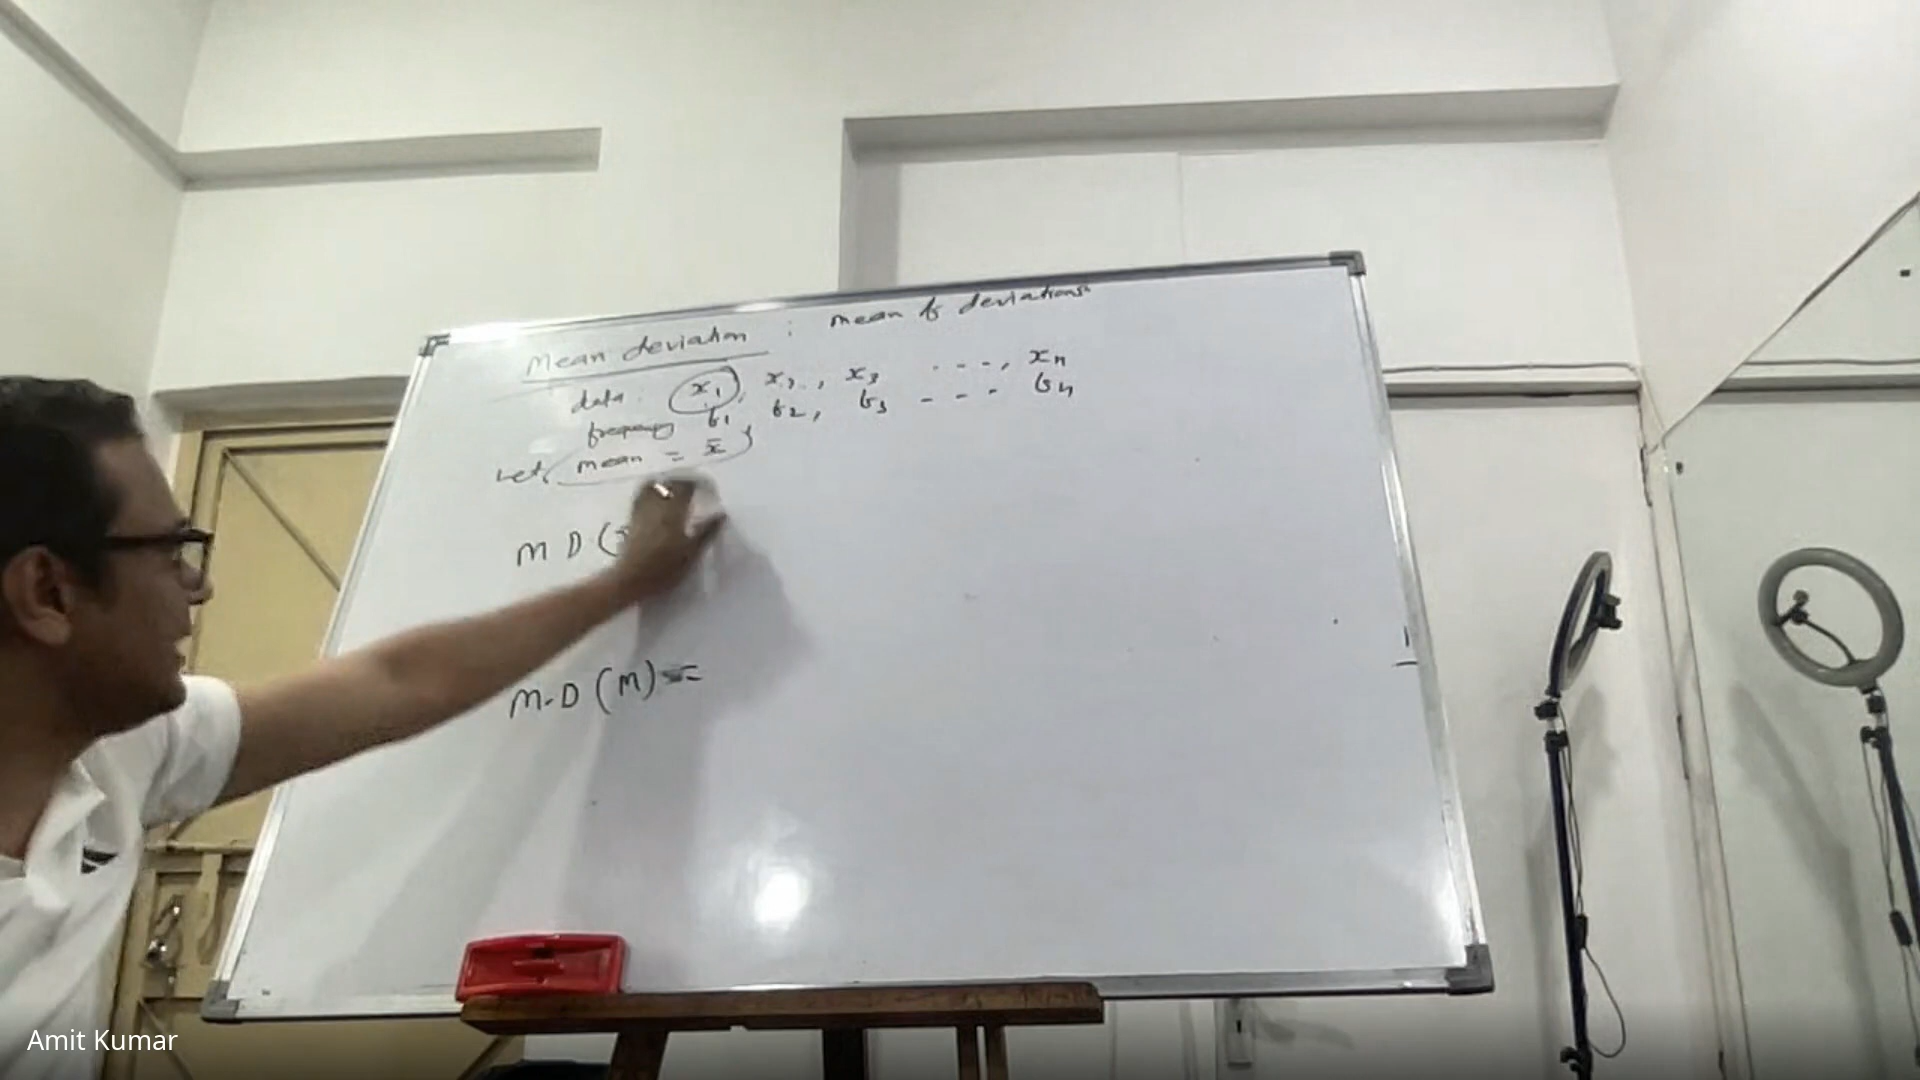 Mean deviation : mean of deviations
data : x₁, x₂, x₃ - - -, xₙ
frequency f₁, f₂, f₃ - - - fₙ
Let, mean = x̄
M D (
M.D (M) =
Amit Kumar